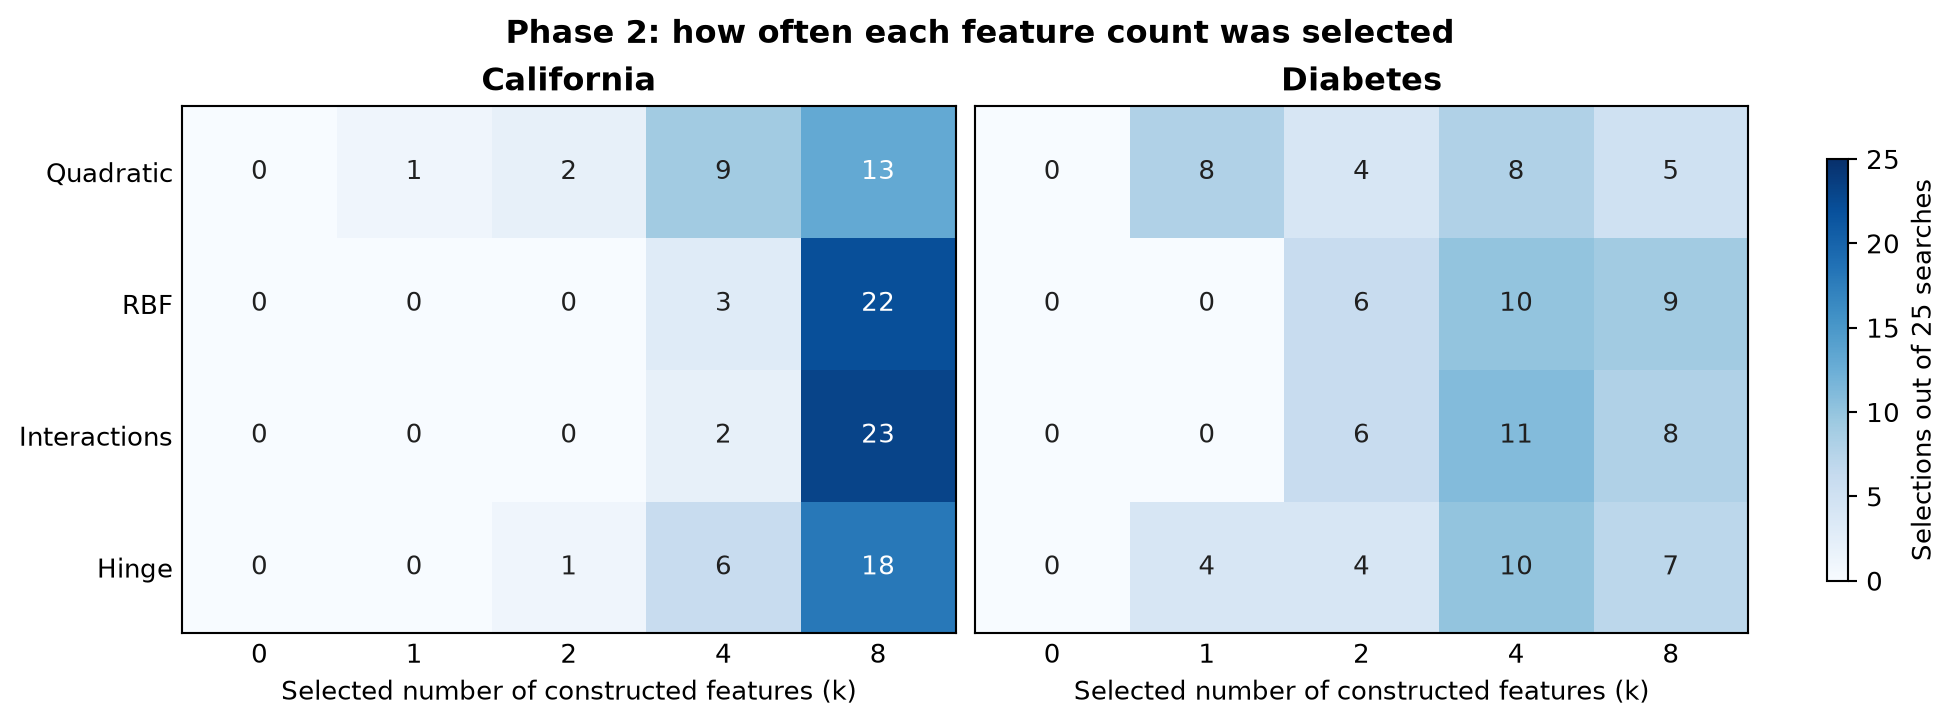 Phase 2: how often each feature count was selected
California
Diabetes
Quadratic 0 1 2 9 13 0 8 4 8 5
RBF 0 0 0 3 22 0 0 6 10 9
Interactions 0 0 0 2 23 0 0 6 11 8
Hinge 0 0 1 6 18 0 4 4 10 7
0 1 2 4 8
0 1 2 4 8
Selected number of constructed features (k)
Selected number of constructed features (k)
25
20
15
10
5
0
Selections out of 25 searches